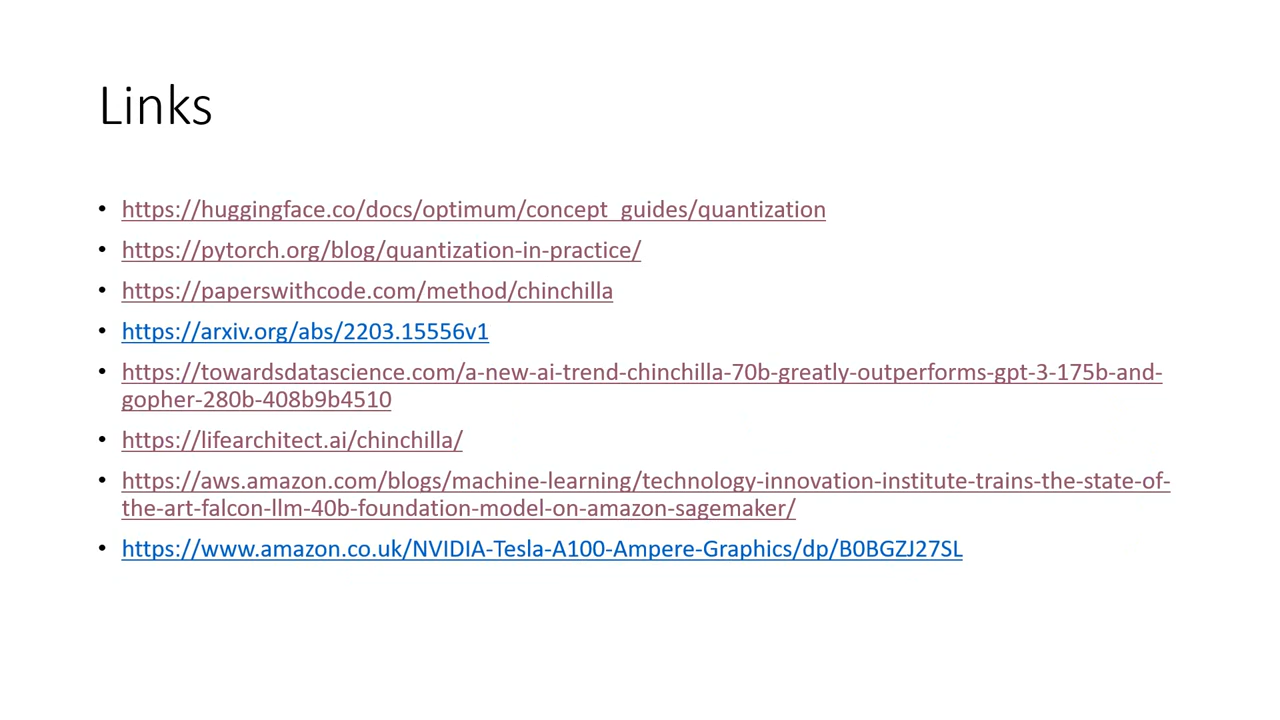 Links
• https://huggingface.co/docs/optimum/concept_guides/quantization
• https://pytorch.org/blog/quantization-in-practice/
• https://paperswithcode.com/method/chinchilla
• https://arxiv.org/abs/2203.15556v1
• https://towardsdatascience.com/a-new-ai-trend-chinchilla-70b-greatly-outperforms-gpt-3-175b-and-
gopher-280b-408b9b4510
• https://lifearchitect.ai/chinchilla/
• https://aws.amazon.com/blogs/machine-learning/technology-innovation-institute-trains-the-state-of-
the-art-falcon-llm-40b-foundation-model-on-amazon-sagemaker/
• https://www.amazon.co.uk/NVIDIA-Tesla-A100-Ampere-Graphics/dp/B0BGZJ27SL